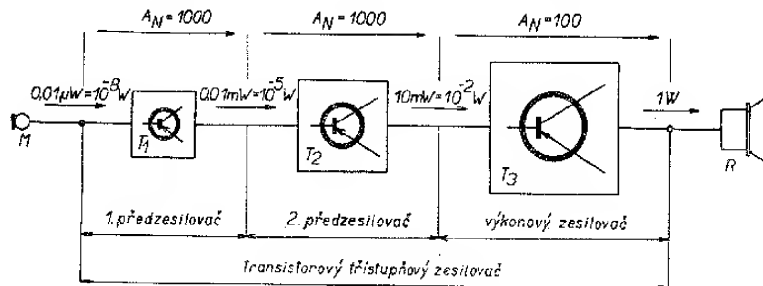 A_N=1000 A_N=1000 A_N=100
0,01µW=10⁻⁸W 0,01mW=10⁻⁵W 10mW=10⁻²W 1W
M T1 T2 T3 R
1. předzesilovač 2. předzesilovač výkonový zesilovač
Transistorový třístupňový zesilovač